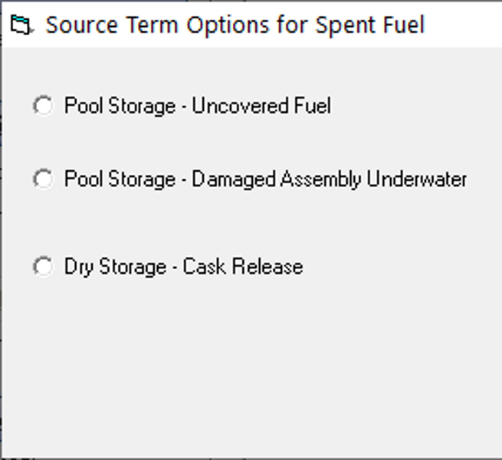 Source Term Options for Spent Fuel
Pool Storage - Uncovered Fuel
Pool Storage - Damaged Assembly Underwater
Dry Storage - Cask Release